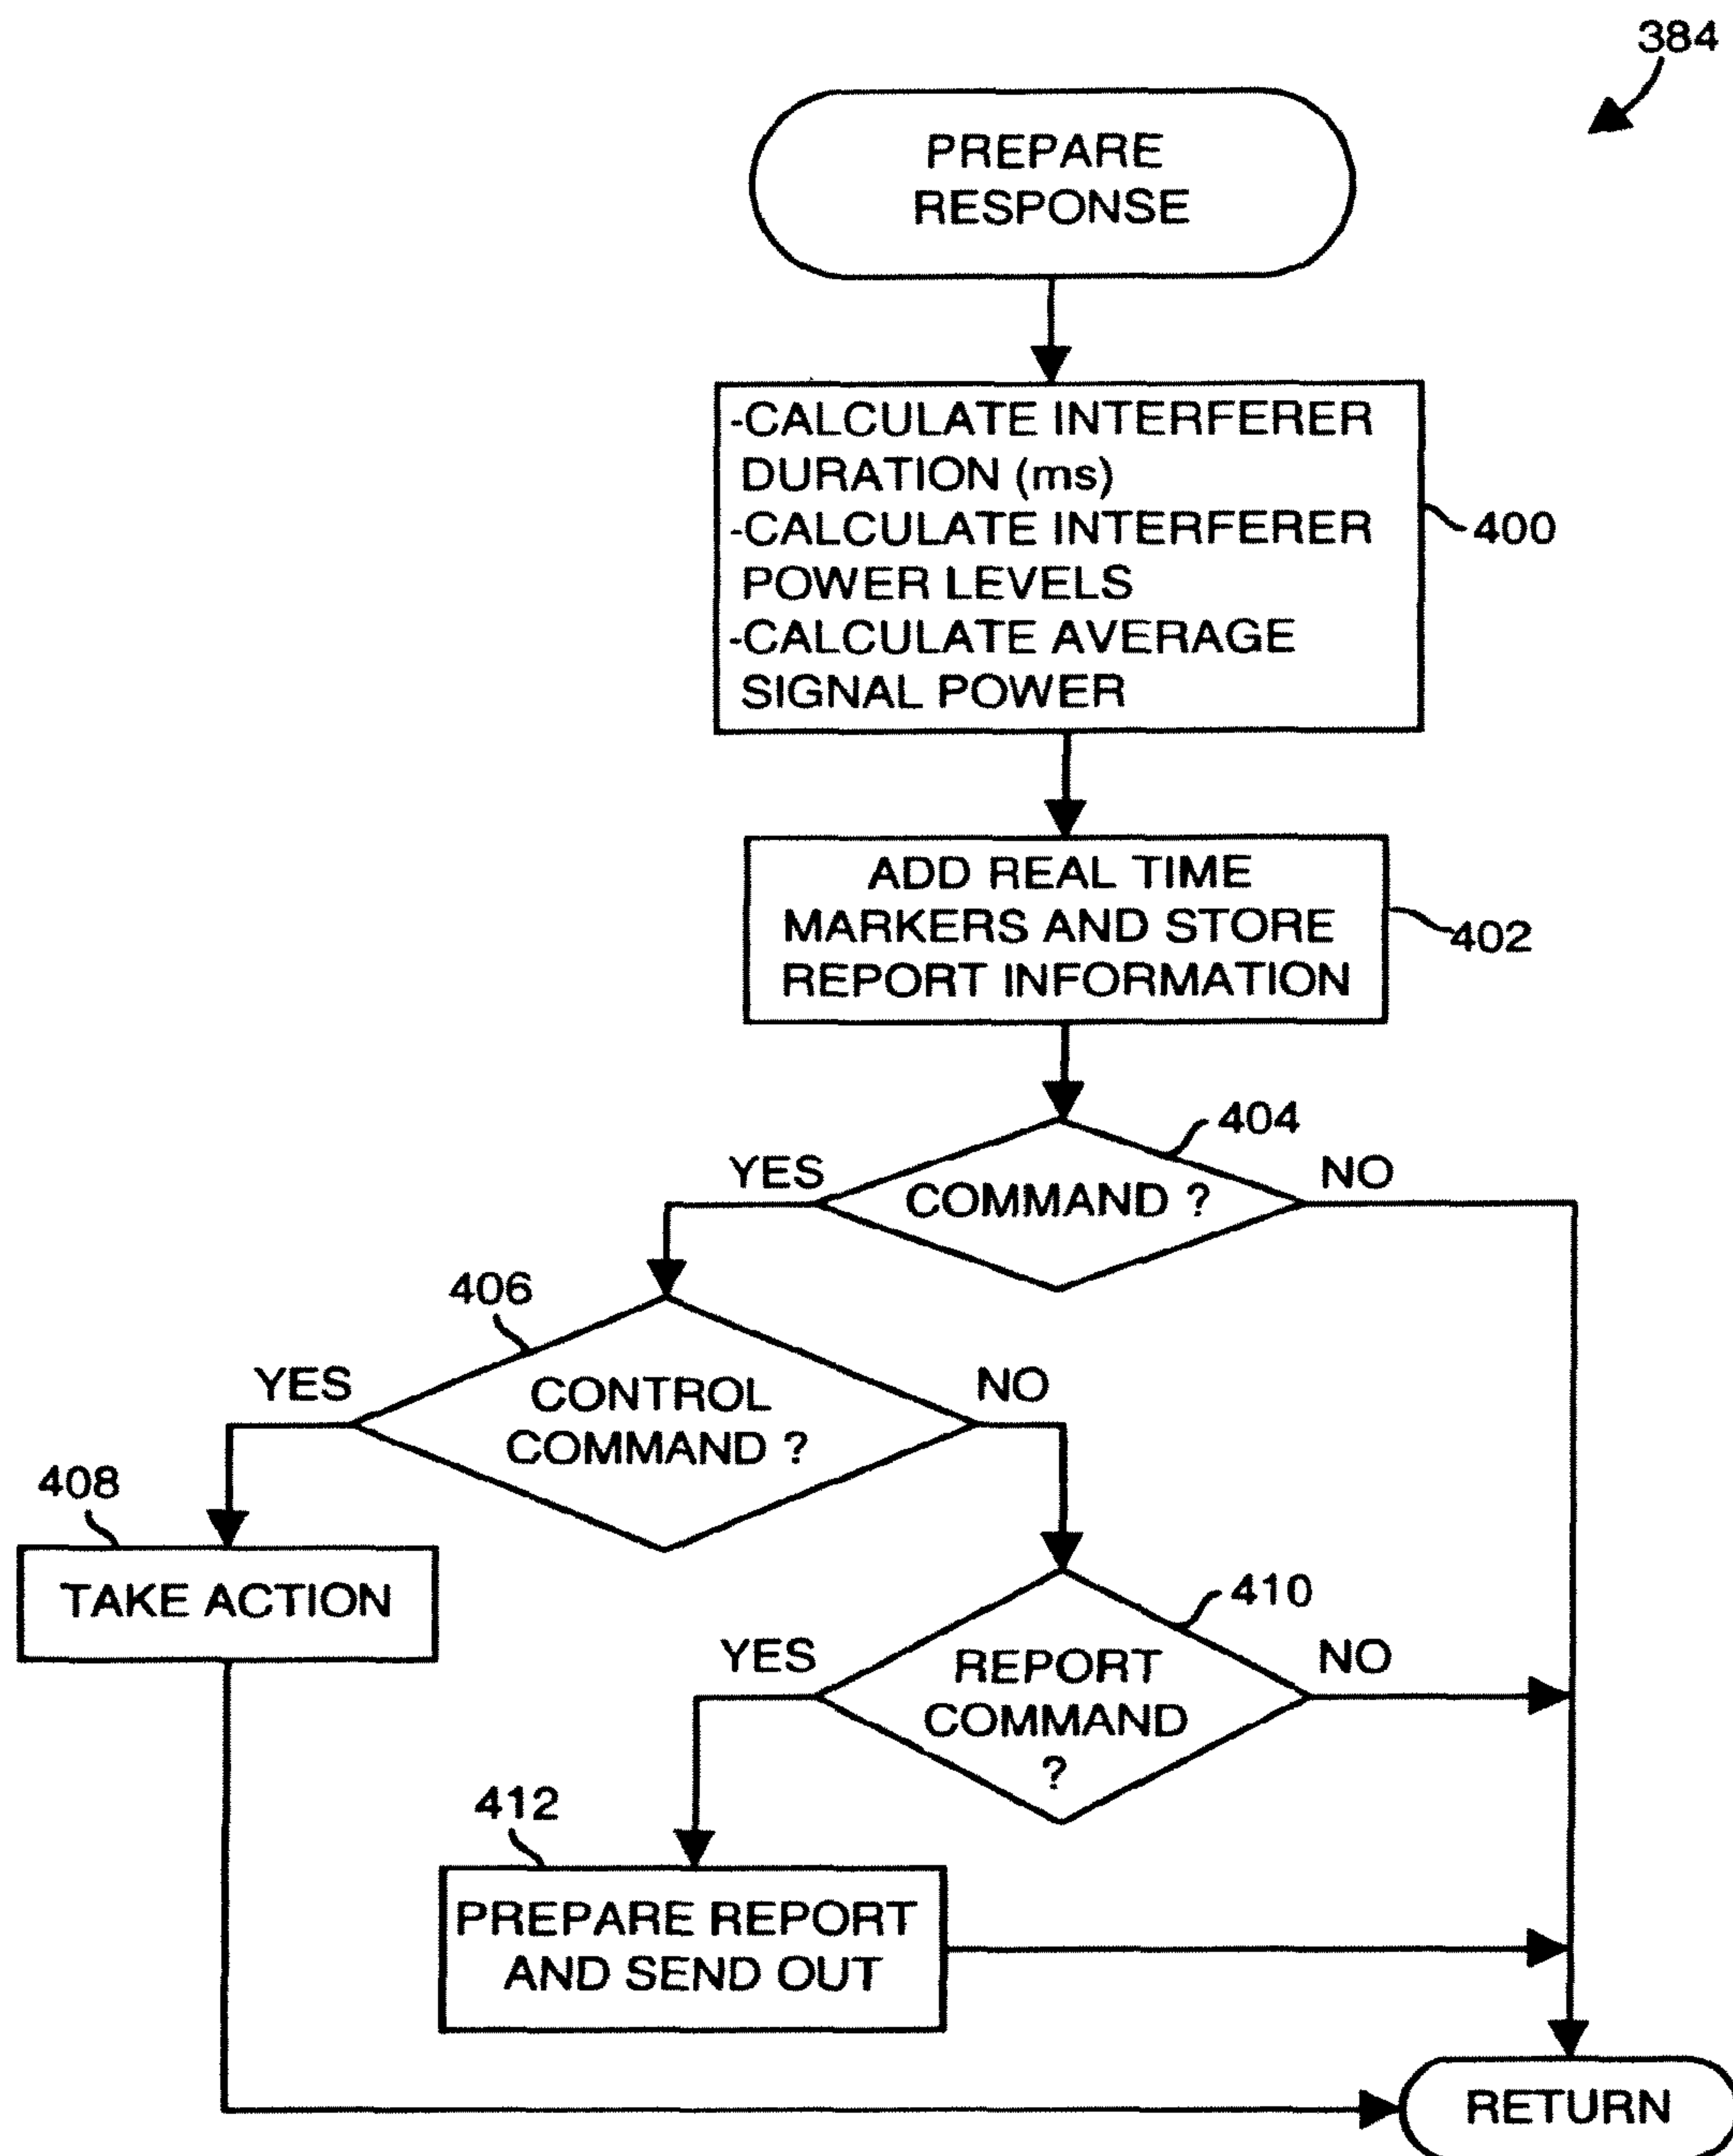 384
PREPARE
RESPONSE
-CALCULATE INTERFERER
DURATION (ms)
-CALCULATE INTERFERER
POWER LEVELS
-CALCULATE AVERAGE
SIGNAL POWER
400
ADD REAL TIME
MARKERS AND STORE
REPORT INFORMATION
402
404
YES
COMMAND ?
NO
406
YES
CONTROL
COMMAND ?
NO
408
TAKE ACTION
410
YES
REPORT
COMMAND
?
NO
412
PREPARE REPORT
AND SEND OUT
RETURN